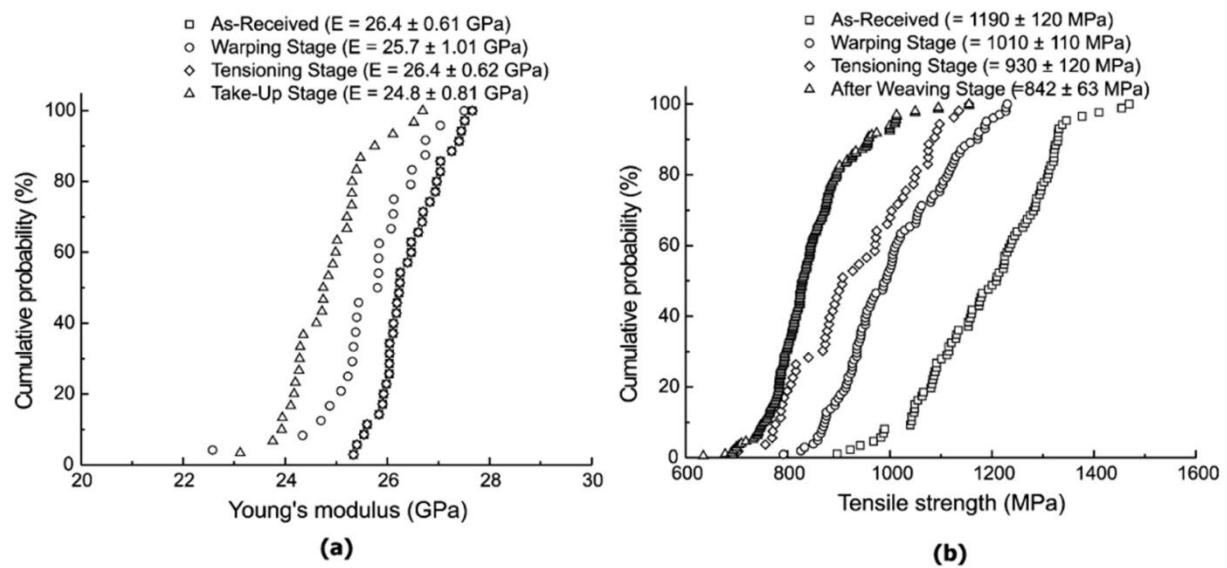 As-Received (E = 26.4 ± 0.61 GPa)
Warping Stage (E = 25.7 ± 1.01 GPa)
Tensioning Stage (E = 26.4 ± 0.62 GPa)
Take-Up Stage (E = 24.8 ± 0.81 GPa)
Cumulative probability (%)
100
80
60
40
20
0
20 22 24 26 28 30
Young's modulus (GPa)
(a)
As-Received (= 1190 ± 120 MPa)
Warping Stage (= 1010 ± 110 MPa)
Tensioning Stage (= 930 ± 120 MPa)
After Weaving Stage (=842 ± 63 MPa)
Cumulative probability (%)
100
80
60
40
20
0
600 800 1000 1200 1400 1600
Tensile strength (MPa)
(b)